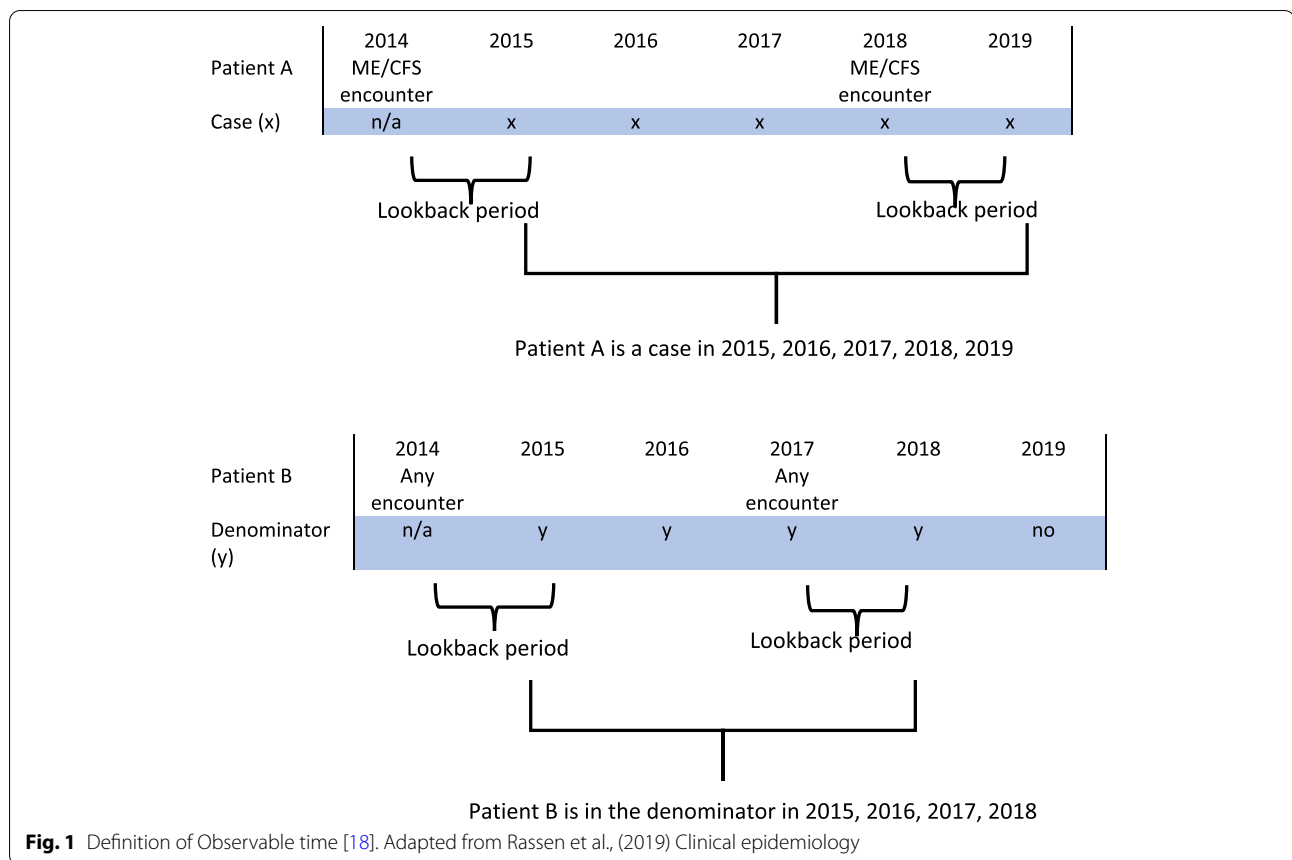 2014 2015 2016 2017 2018 2019
Patient A ME/CFS ME/CFS
encounter encounter
Case (x) n/a x x x x x
Lookback period Lookback period
Patient A is a case in 2015, 2016, 2017, 2018, 2019
2014 2015 2016 2017 2018 2019
Patient B Any Any
encounter encounter
Denominator n/a y y y y no
(y)
Lookback period Lookback period
Patient B is in the denominator in 2015, 2016, 2017, 2018
Fig. 1 Definition of Observable time [18]. Adapted from Rassen et al., (2019) Clinical epidemiology